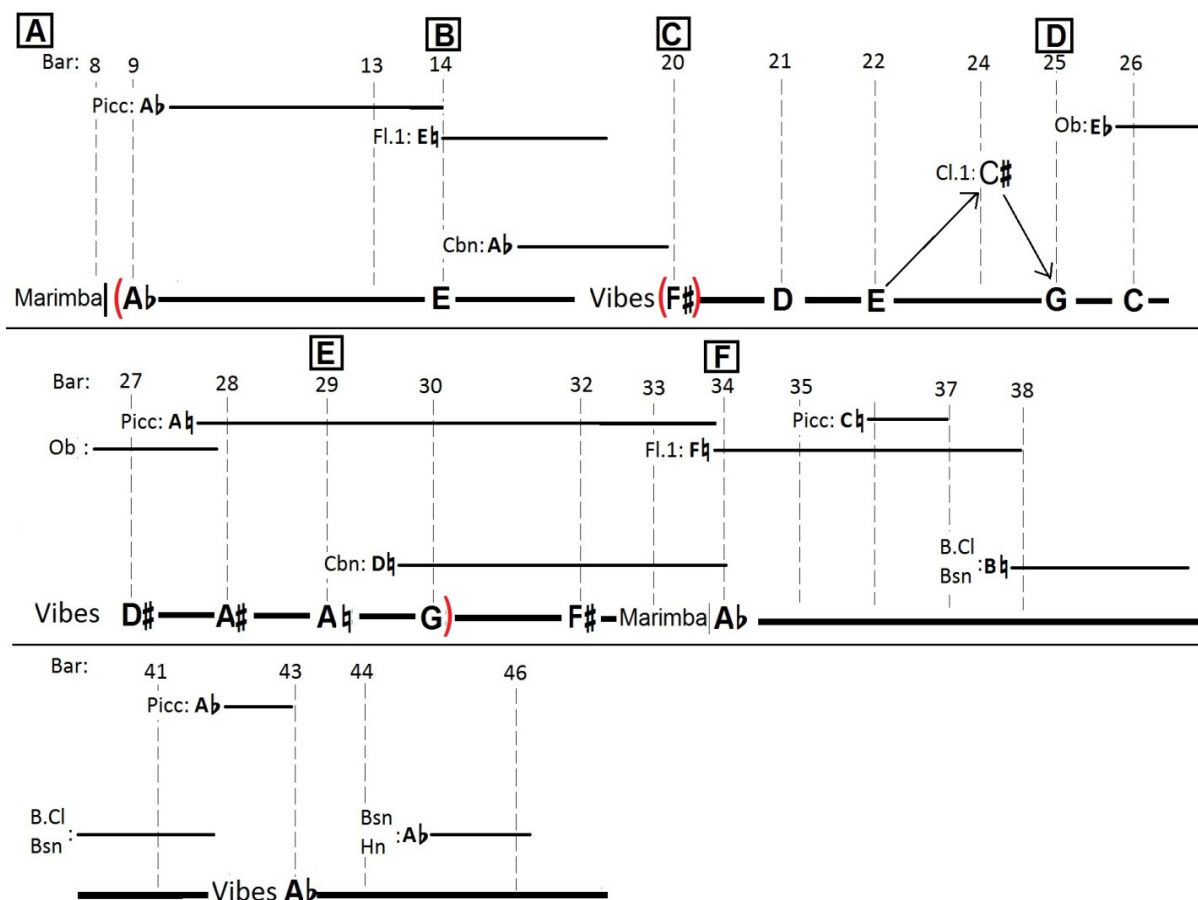 A B C D
Bar: 8 9 13 14 20 21 22 24 25 26
Picc: A♭
Ob: E♭
Fl.1: E♮
Cl.1: C♯
Cbn: A♭
Marimba (A♭ E Vibes (F♯) D E G C
E F
Bar: 27 28 29 30 32 33 34 35 37 38
Picc: A♮ Picc: C♮
Ob : Fl.1: F♮
B.Cl
Cbn: D♮ :B♮
Bsn
Vibes D♯ A♯ A♮ G) F♯ Marimba A♭
Bar: 41 43 44 46
Picc: A♭
B.Cl Bsn
: :A♭
Bsn Hn
Vibes A♭